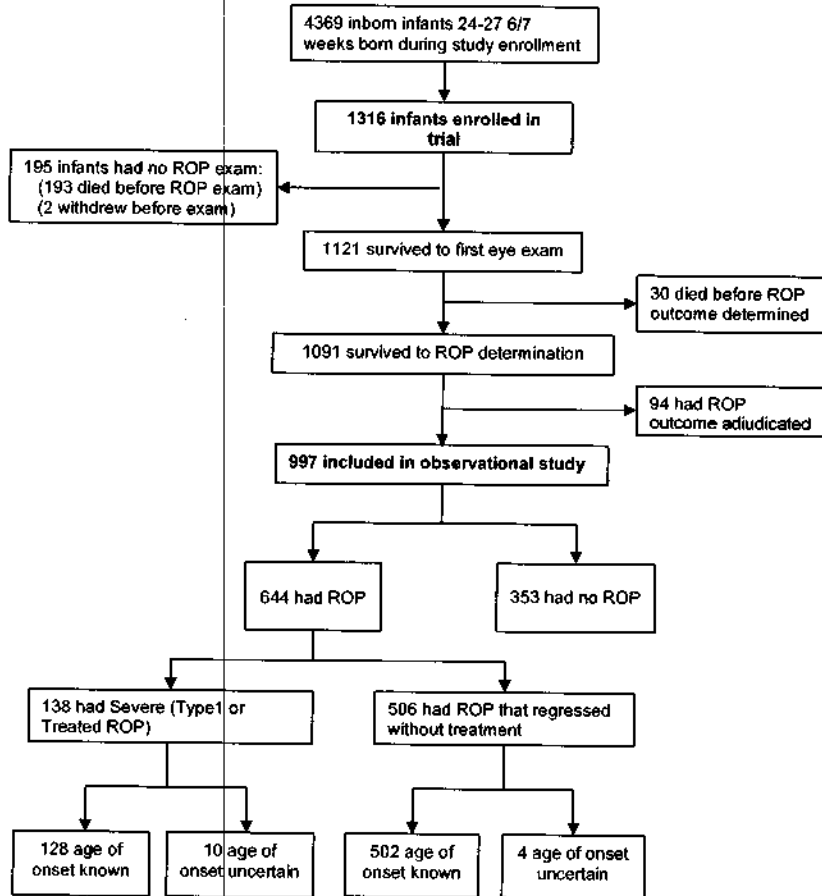 4369 inborn infants 24-27 6/7
weeks born during study enrollment
1316 infants enrolled in
trial
195 infants had no ROP exam:
(193 died before ROP exam)
(2 withdrew before exam)
1121 survived to first eye exam
30 died before ROP
outcome determined
1091 survived to ROP determination
94 had ROP
outcome adjudicated
997 included in observational study
644 had ROP
353 had no ROP
138 had Severe (Type1 or
Treated ROP)
506 had ROP that regressed
without treatment
128 age of
onset known
10 age of
onset uncertain
502 age of
onset known
4 age of onset
uncertain